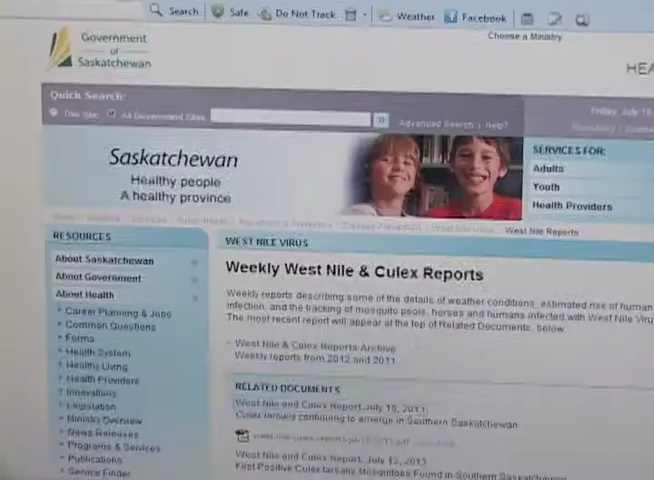 Search Safe Do Not Track Weather Facebook
Choose a Ministry
Government
of
Saskatchewan
HEA
Quick Search:
This Site All Government Sites
Advanced Search | Help?
Friday, July 19
Saskatchewan
Healthy people
A healthy province
SERVICES FOR:
Adults
Youth
Health Providers
West Nile Reports
RESOURCES
About Saskatchewan
About Government
About Health
Career Planning & Jobs
Common Questions
Forms
Health System
Healthy Living
Health Providers
Innovations
Legislation
Ministry Overview
News Releases
Programs & Services
Publications
Service Finder
WEST NILE VIRUS
Weekly West Nile & Culex Reports
Weekly reports describing some of the details of weather conditions, estimated risk of human
infection, and the tracking of mosquito pools, horses and humans infected with West Nile Viru
The most recent report will appear at the top of Related Documents, below.
West Nile & Culex Reports Archive
Weekly reports from 2012 and 2011
RELATED DOCUMENTS
West Nile and Culex Report July 19, 2013
Culex tarsalis continuing to emerge in Southern Saskatchewan
West Nile and Culex Report, July 12, 2013
First Positive Culex tarsalis Mosquitoes Found in Southern Saskatchewan